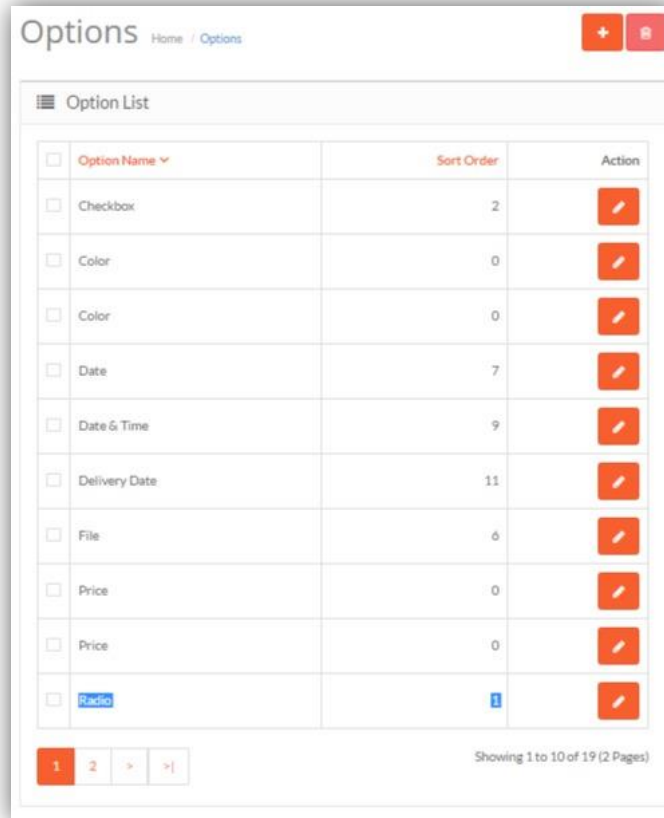 Options Home / Options
Option List
Option Name Sort Order Action
Checkbox 2
Color 0
Color 0
Date 7
Date & Time 9
Delivery Date 11
File 6
Price 0
Price 0
Radio 1
1 2 > >| Showing 1 to 10 of 19 (2 Pages)